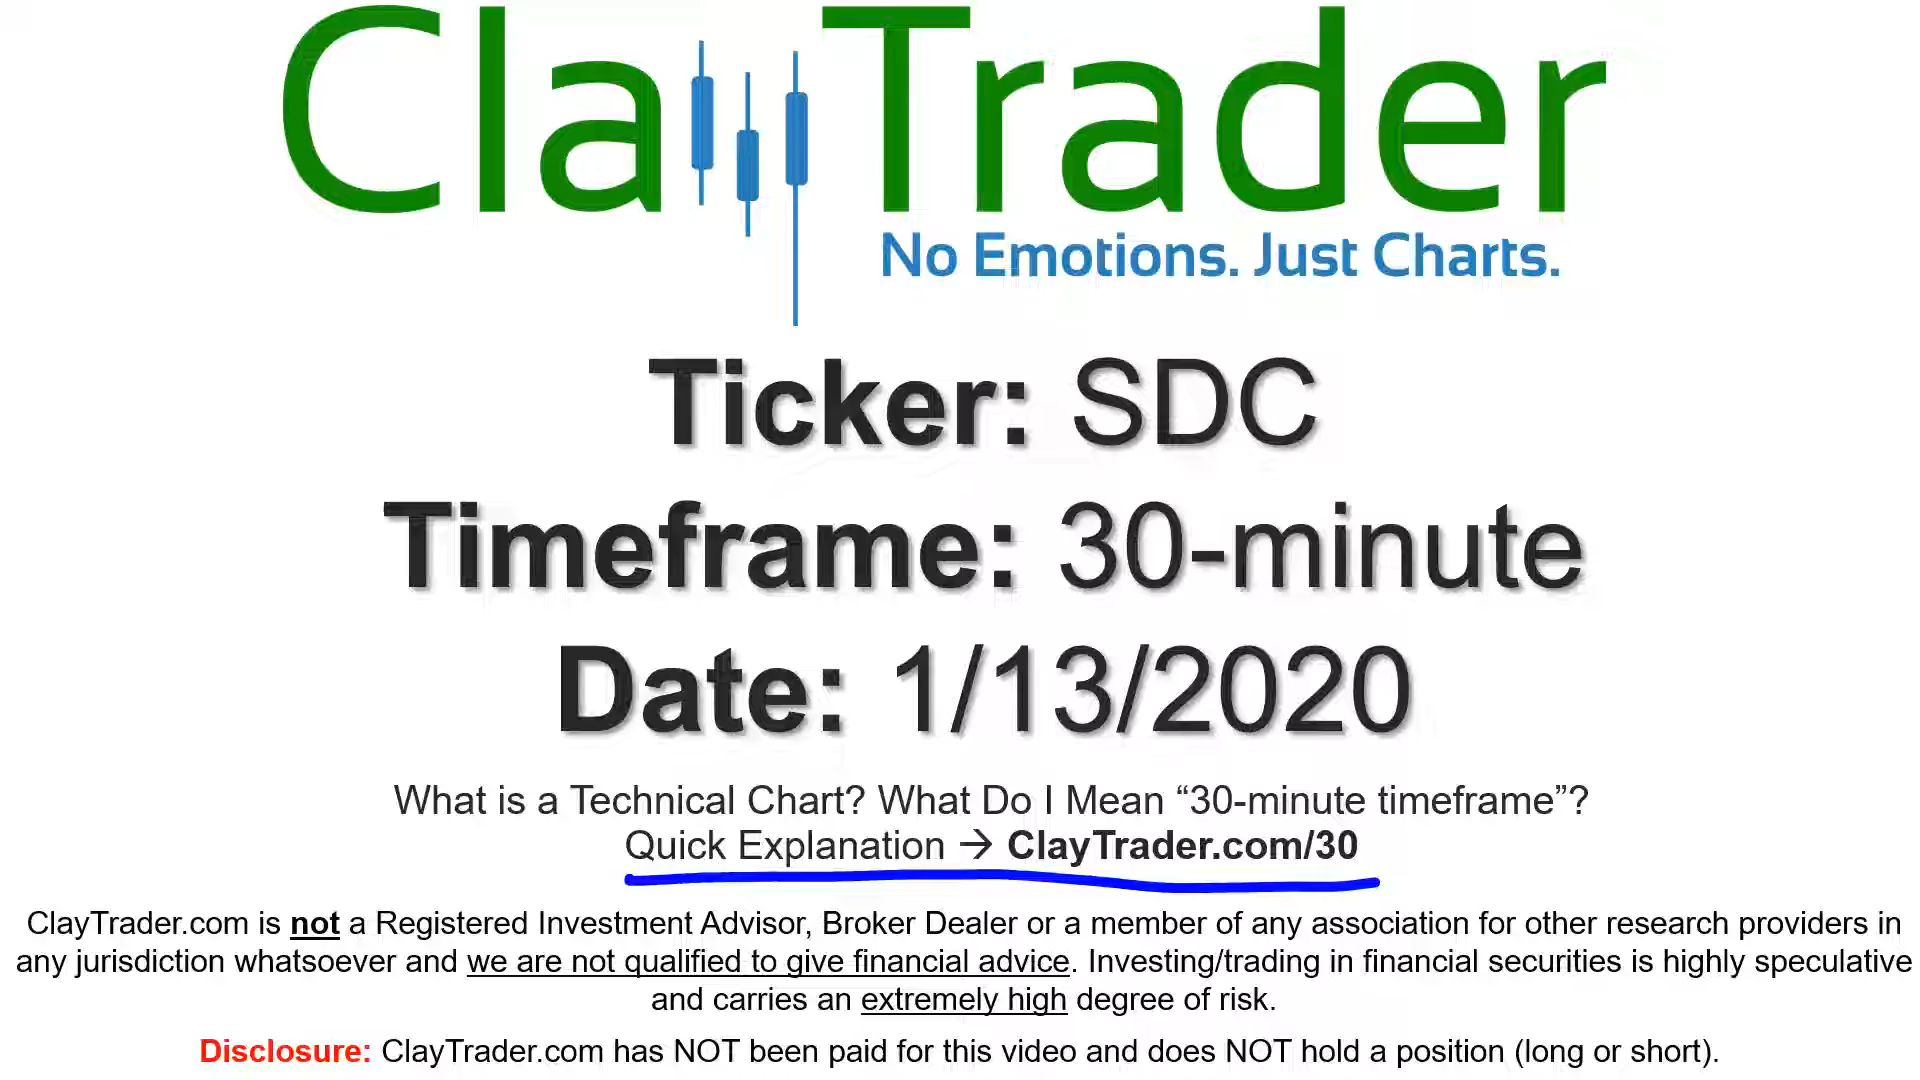 ClayTrader
No Emotions. Just Charts.
Ticker: SDC
Timeframe: 30-minute
Date: 1/13/2020
What is a Technical Chart? What Do I Mean “30-minute timeframe”?
Quick Explanation → ClayTrader.com/30
ClayTrader.com is not a Registered Investment Advisor, Broker Dealer or a member of any association for other research providers in
any jurisdiction whatsoever and we are not qualified to give financial advice. Investing/trading in financial securities is highly speculative
and carries an extremely high degree of risk.
Disclosure: ClayTrader.com has NOT been paid for this video and does NOT hold a position (long or short).